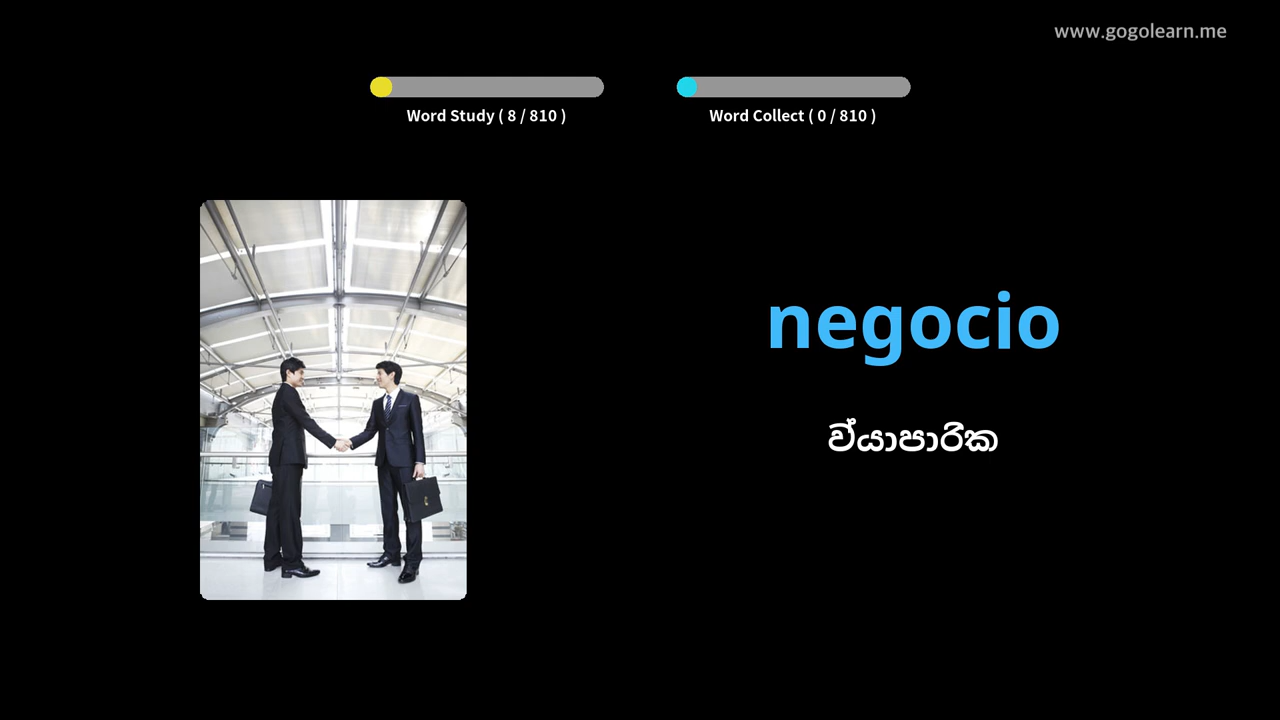 www.gogolearn.me
Word Study ( 8 / 810 )
Word Collect ( 0 / 810 )
negocio
ව්යාපාරික